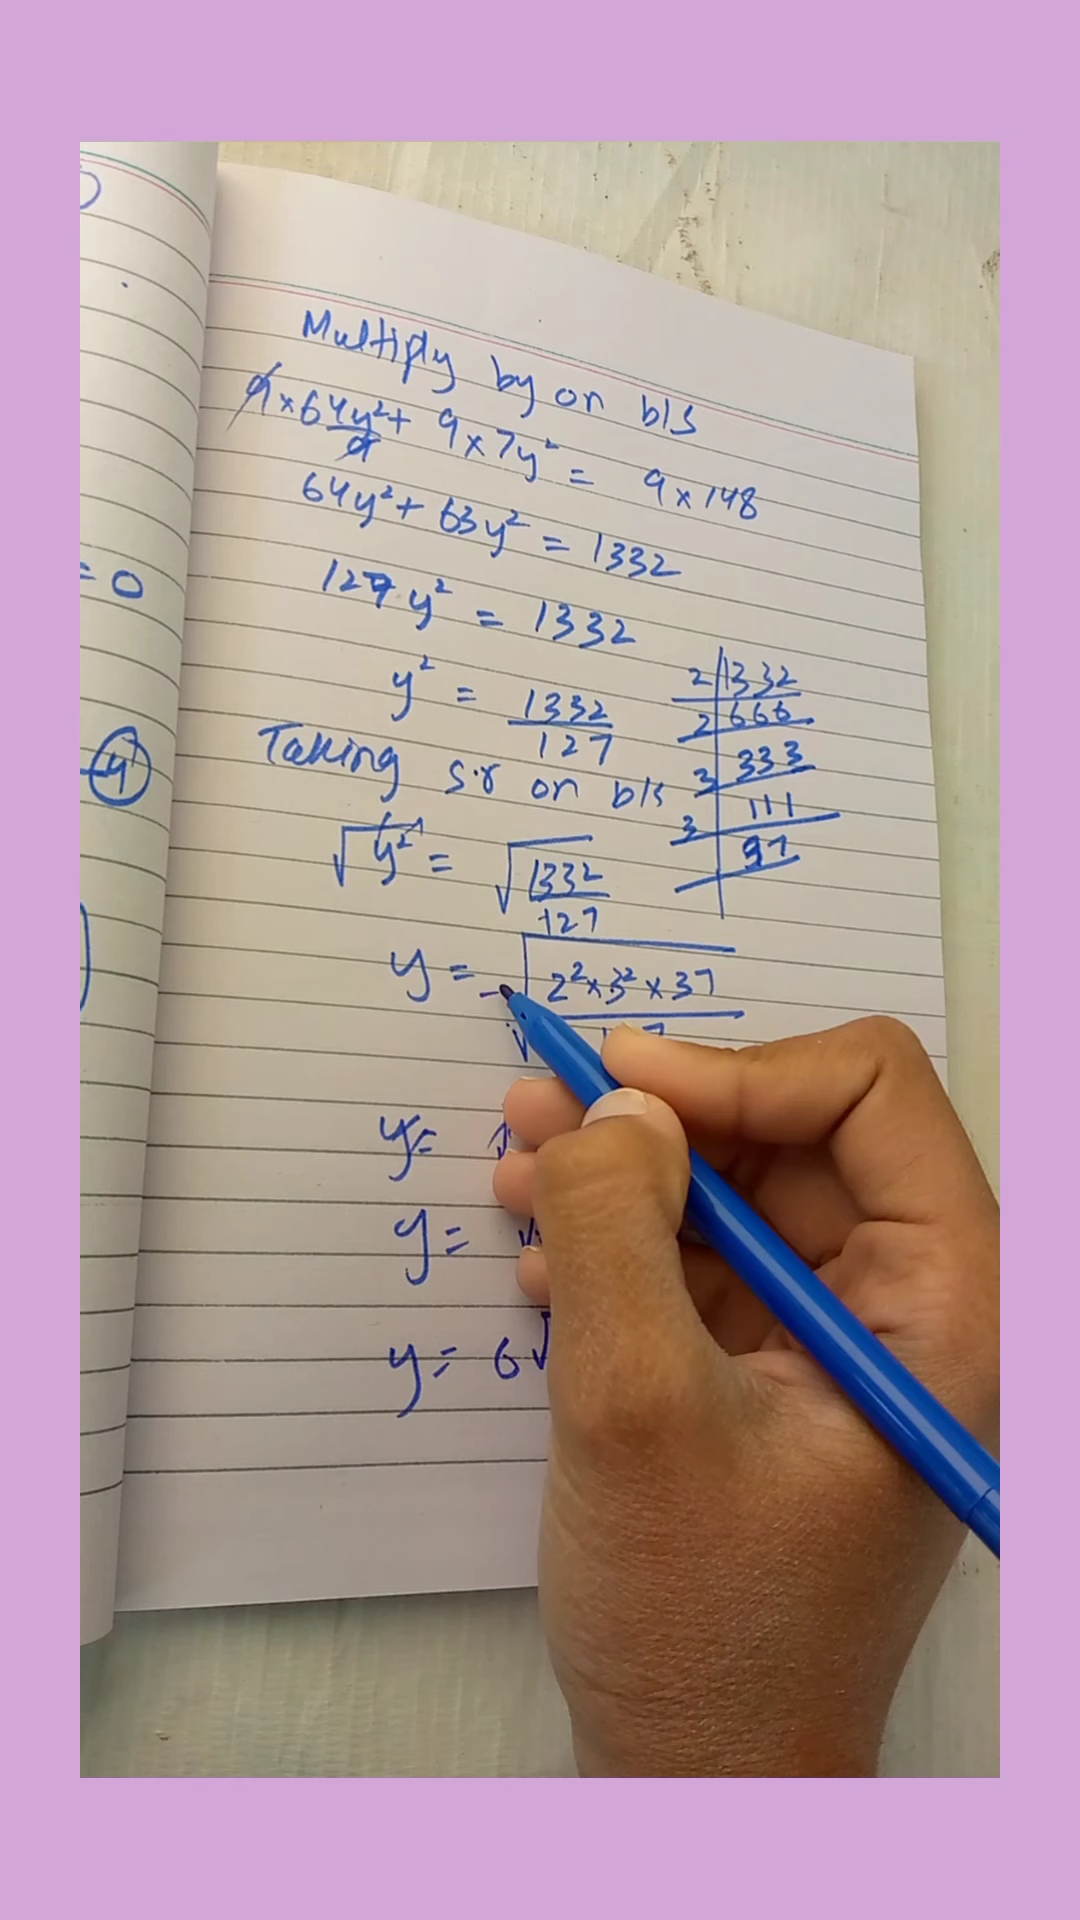 = 0
y
Multiply by on b/s
9×64y²/9 + 9×7y² = 9×148
64y² + 63y² = 1332
127y² = 1332
y² = 1332/127
2 | 1332
2 | 666
3 | 333
3 | 111
37
Taking s.r on b/s
√y² = √1332/127
y = √2²×3²×37
y =
y =
y = 6√